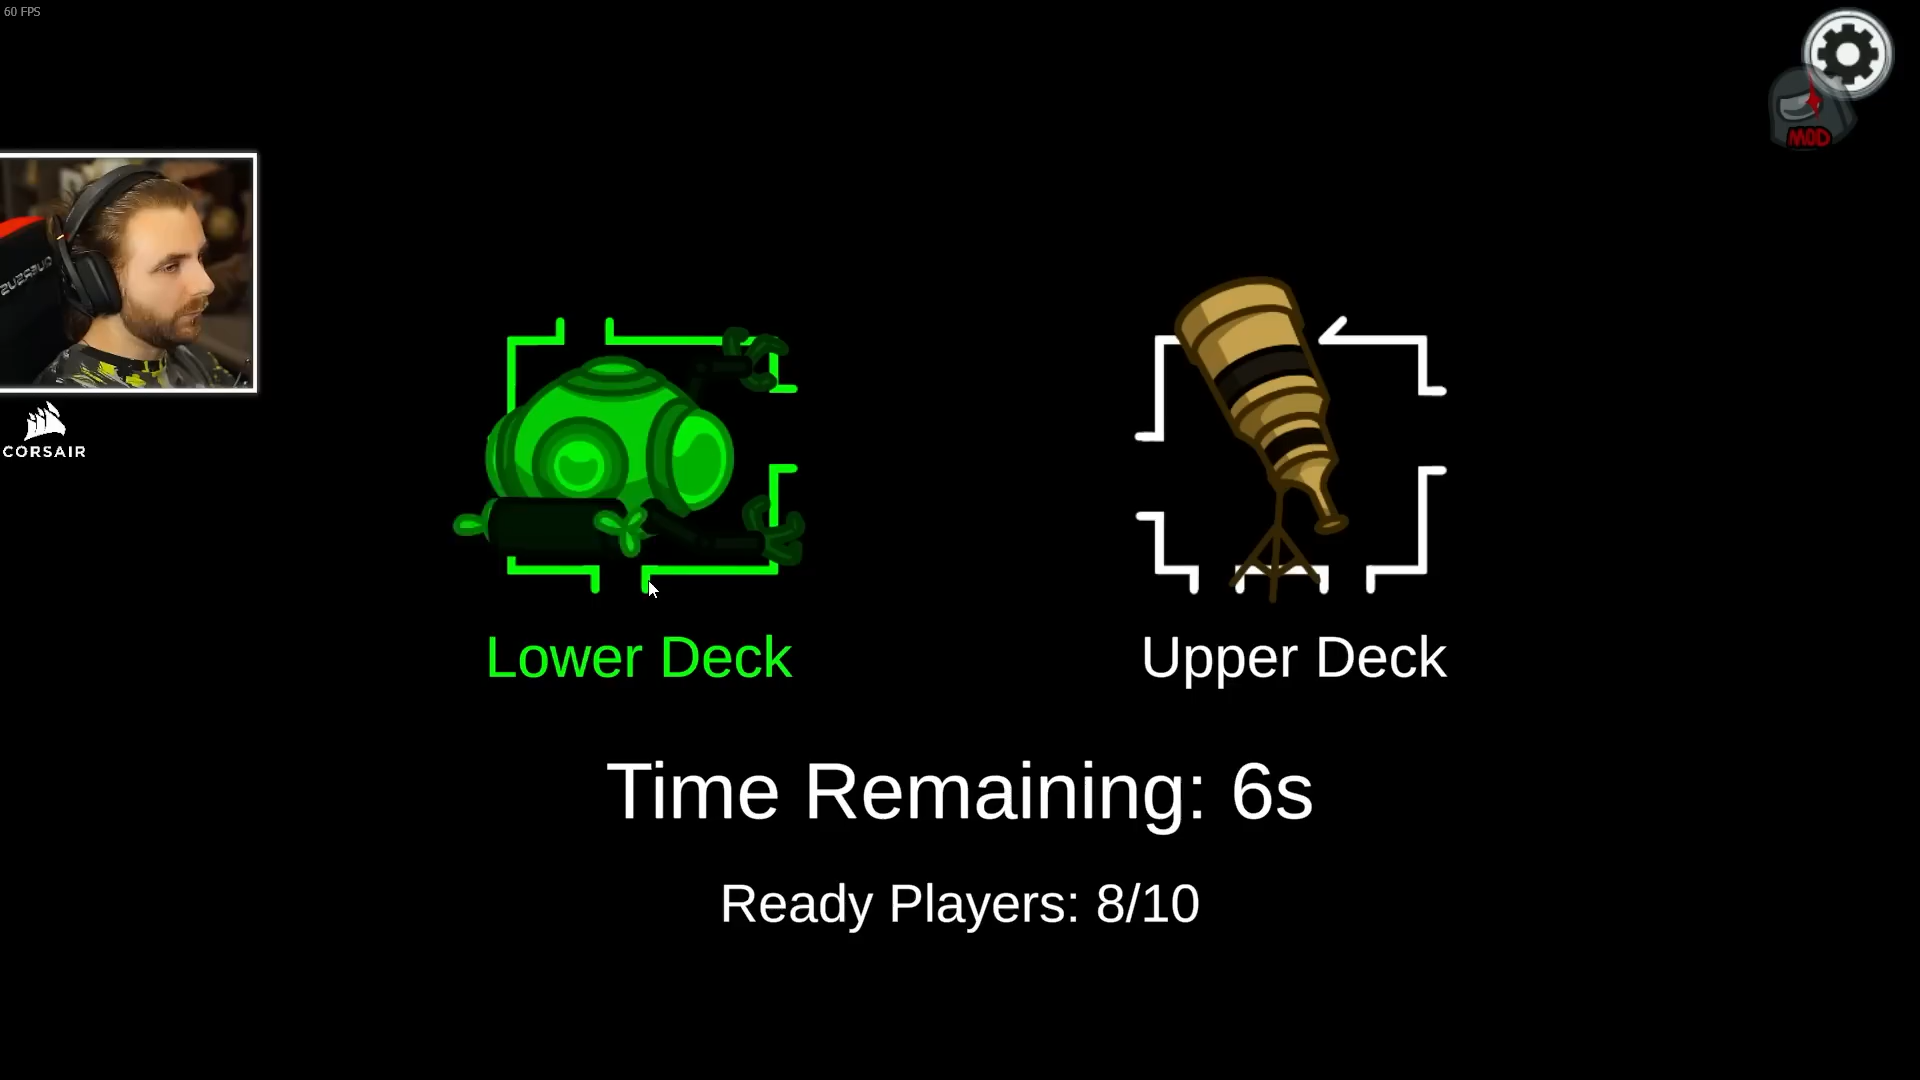 60 FPS
MOD
CORSAIR
Lower Deck
Upper Deck
Time Remaining: 6s
Ready Players: 8/10